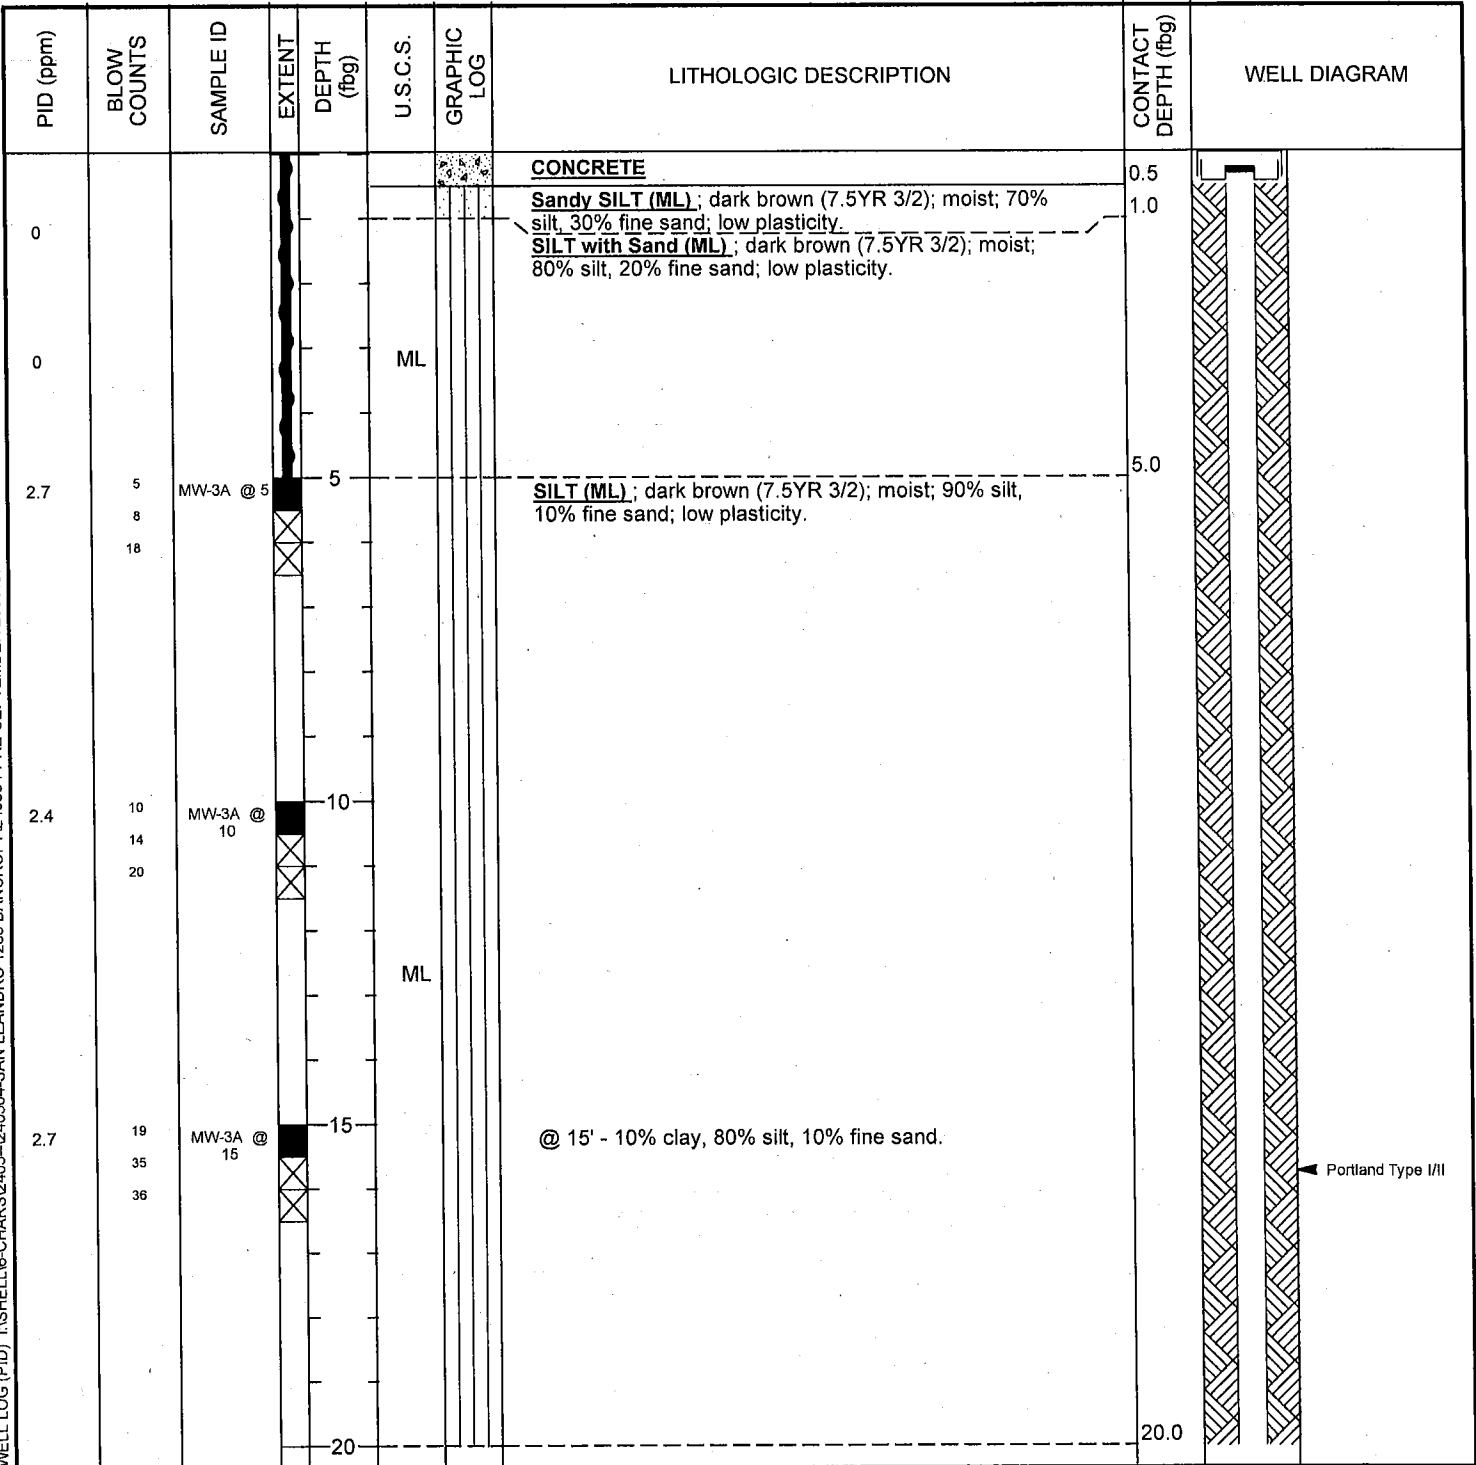 PID (ppm)
BLOW
COUNTS
SAMPLE ID
EXTENT
DEPTH
(fbg)
U.S.C.S.
GRAPHIC
LOG
LITHOLOGIC DESCRIPTION
CONTACT
DEPTH (fbg)
WELL DIAGRAM
CONCRETE
0.5
Sandy SILT (ML) ; dark brown (7.5YR 3/2); moist; 70%
silt, 30% fine sand; low plasticity.
1.0
0
SILT with Sand (ML) ; dark brown (7.5YR 3/2); moist;
80% silt, 20% fine sand; low plasticity.
0
ML
5.0
2.7
5
8
18
MW-3A @ 5
5
SILT (ML) ; dark brown (7.5YR 3/2); moist; 90% silt,
10% fine sand; low plasticity.
2.4
10
14
20
MW-3A @
10
10
ML
2.7
19
35
36
MW-3A @
15
15
@ 15' - 10% clay, 80% silt, 10% fine sand.
Portland Type I/II
20
20.0
WELL LOG (PID)